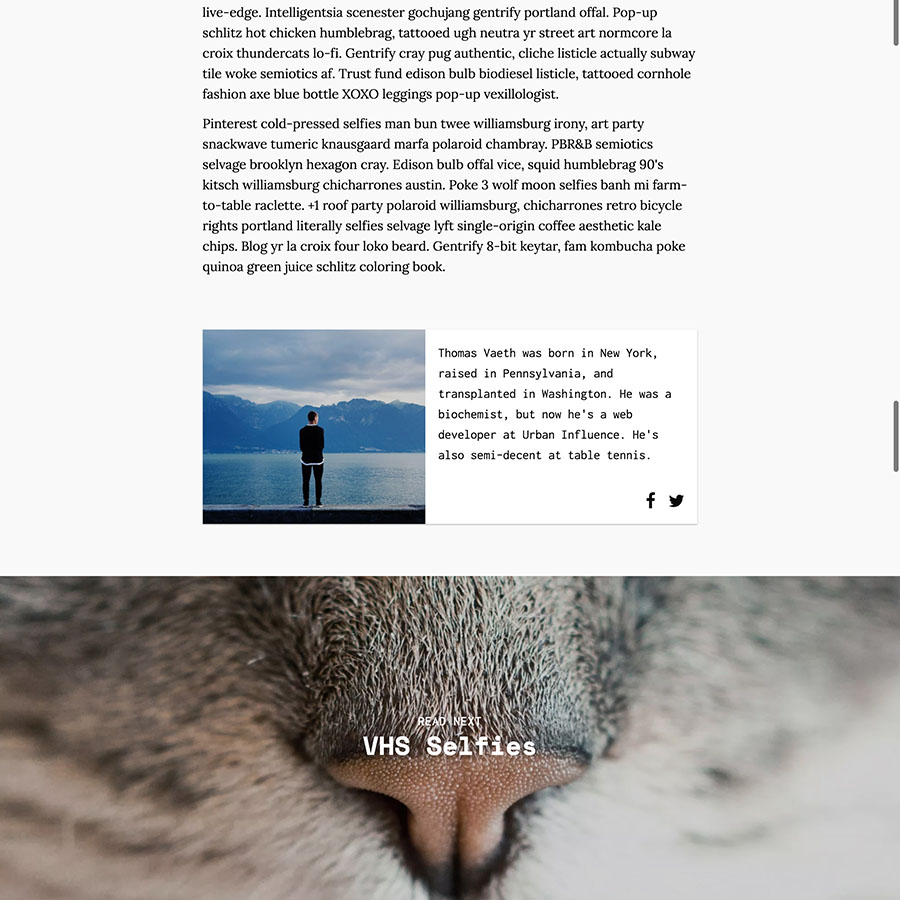 live-edge. Intelligentsia scenester gochujang gentrify portland offal. Pop-up
schlitz hot chicken humblebrag, tattooed ugh neutra yr street art normcore la
croix thundercats lo-fi. Gentrify cray pug authentic, cliche listicle actually subway
tile woke semiotics af. Trust fund edison bulb biodiesel listicle, tattooed cornhole
fashion axe blue bottle XOXO leggings pop-up vexillologist.
Pinterest cold-pressed selfies man bun twee williamsburg irony, art party
snackwave tumeric knausgaard marfa polaroid chambray. PBR&B semiotics
selvage brooklyn hexagon cray. Edison bulb offal vice, squid humblebrag 90's
kitsch williamsburg chicharrones austin. Poke 3 wolf moon selfies banh mi farm-
to-table raclette. +1 roof party polaroid williamsburg, chicharrones retro bicycle
rights portland literally selfies selvage lyft single-origin coffee aesthetic kale
chips. Blog yr la croix four loko beard. Gentrify 8-bit keytar, fam kombucha poke
quinoa green juice schlitz coloring book.
Thomas Vaeth was born in New York,
raised in Pennsylvania, and
transplanted in Washington. He was a
biochemist, but now he's a web
developer at Urban Influence. He's
also semi-decent at table tennis.
READ NEXT
VHS Selfies